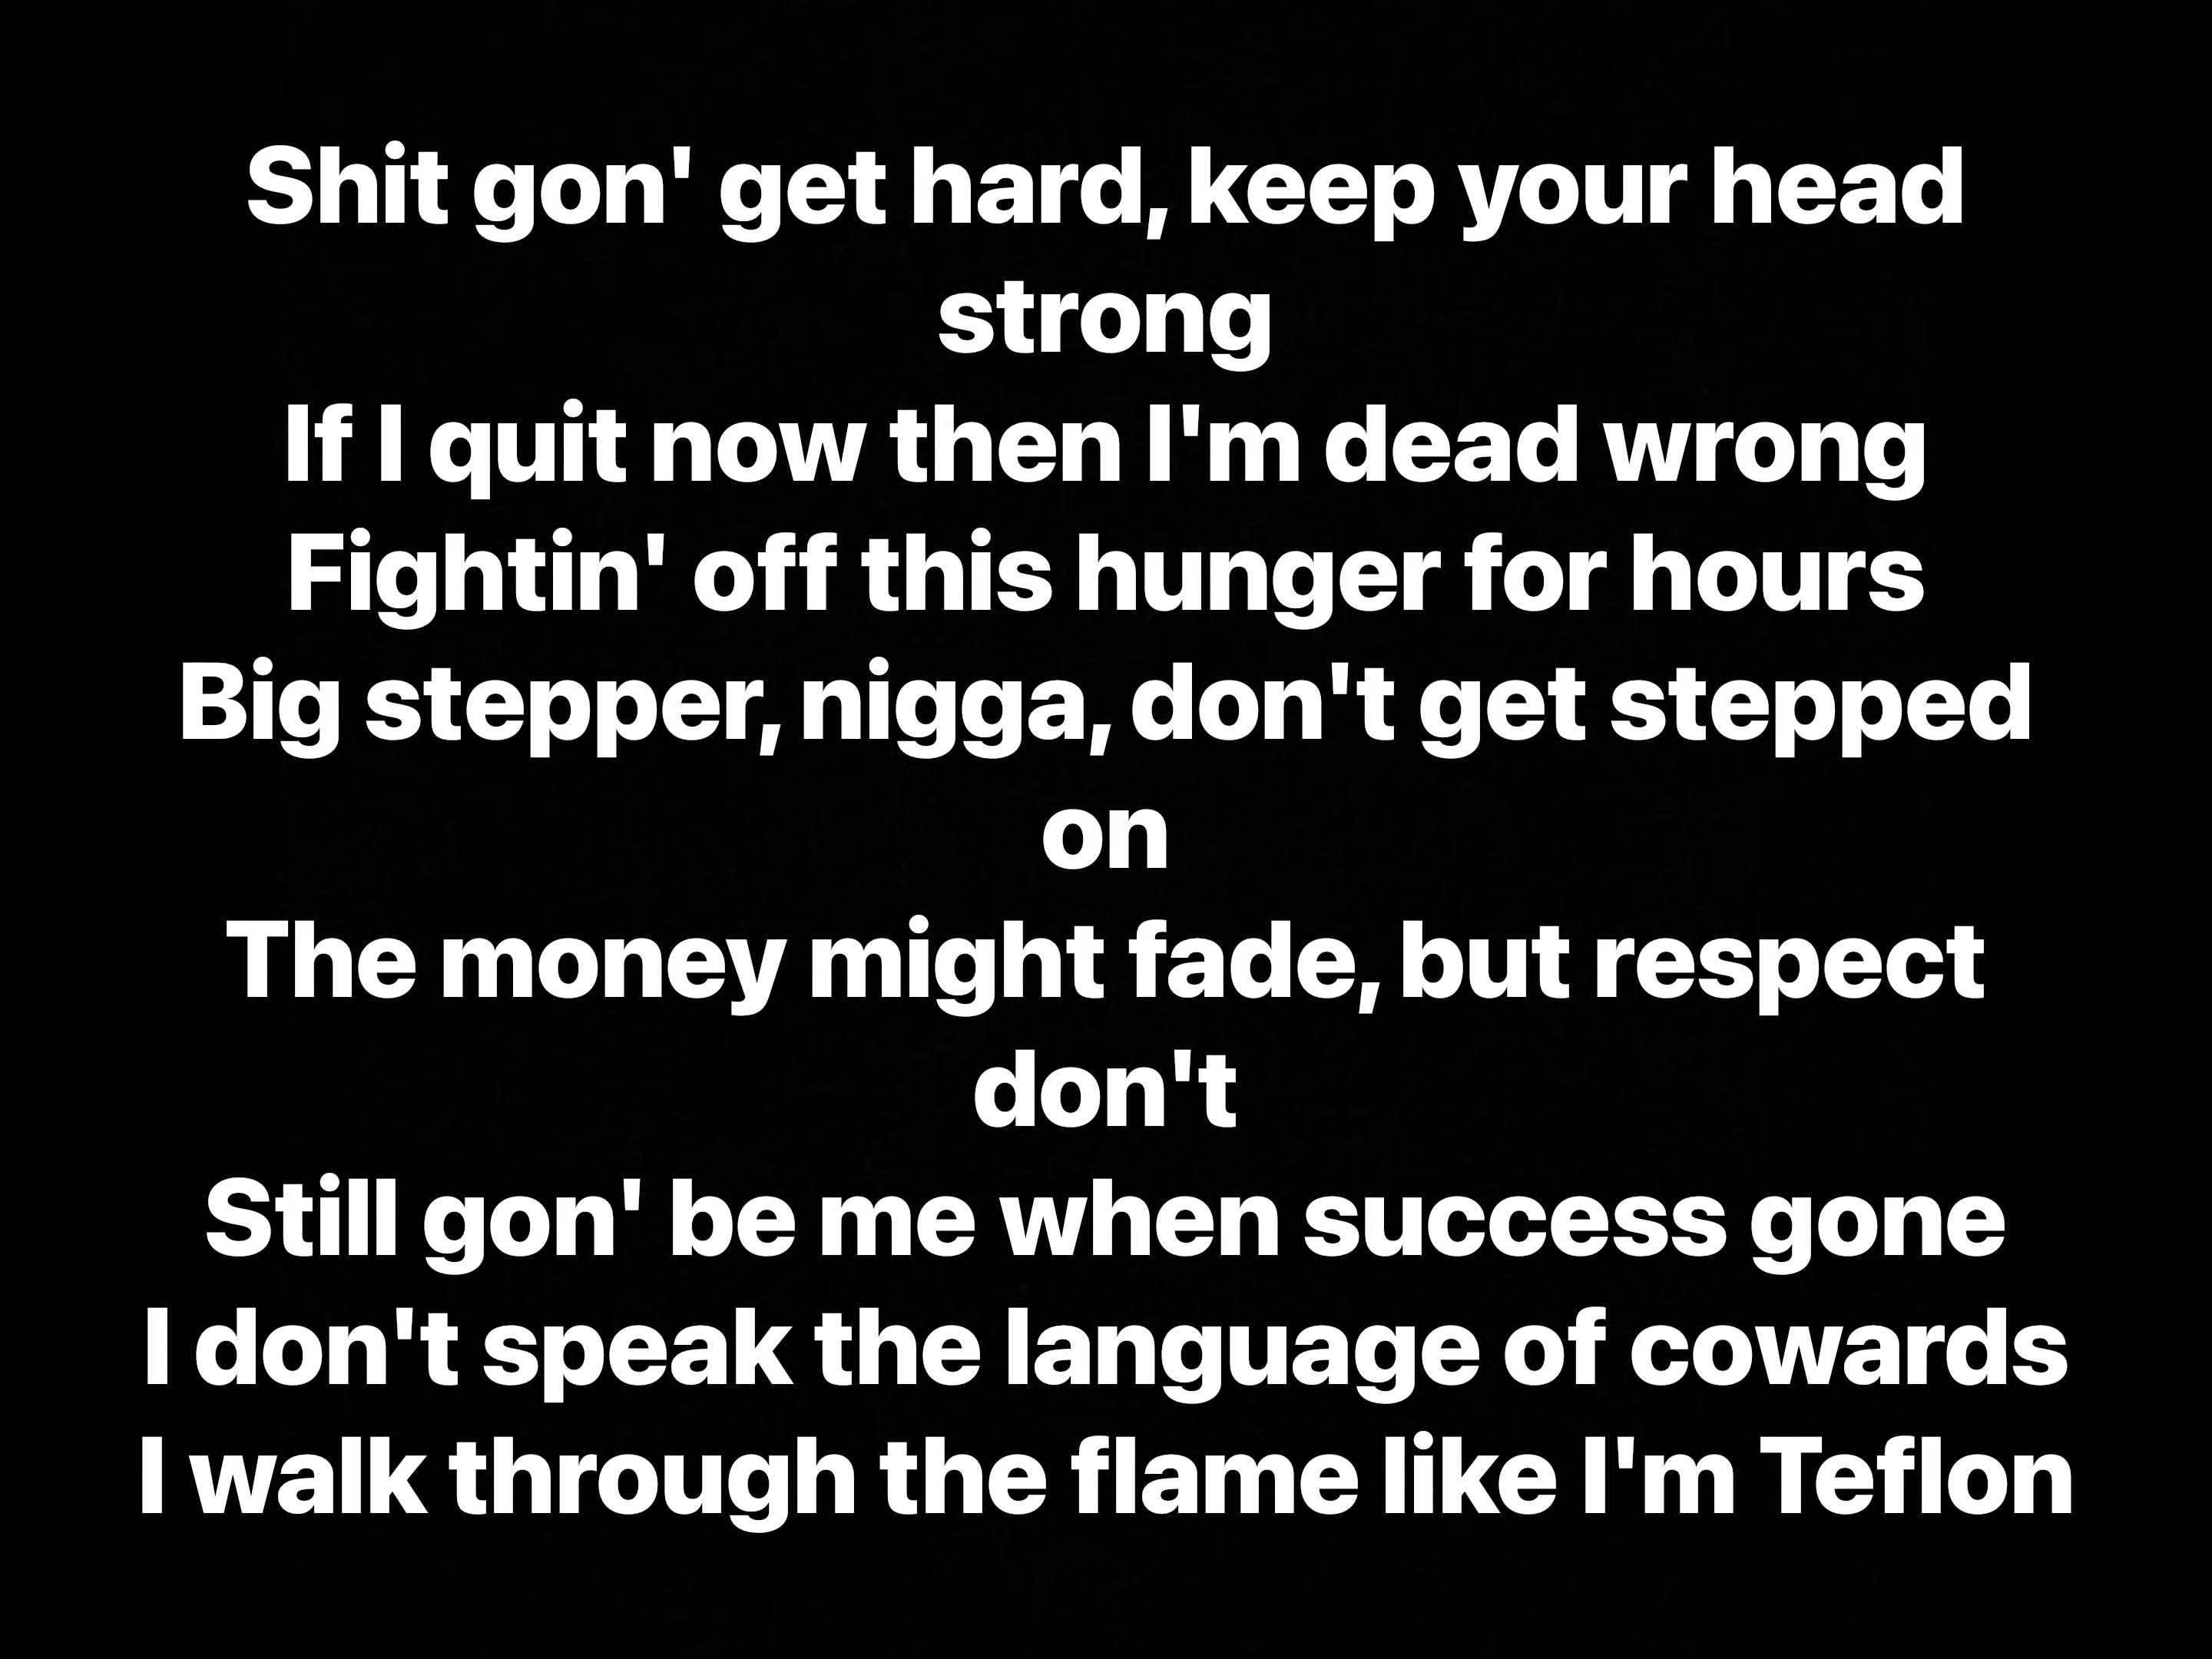 Shit gon' get hard, keep your head
strong
If I quit now then I'm dead wrong
Fightin' off this hunger for hours
Big stepper, nigga, don't get stepped
on
The money might fade, but respect
don't
Still gon' be me when success gone
I don't speak the language of cowards
I walk through the flame like I'm Teflon